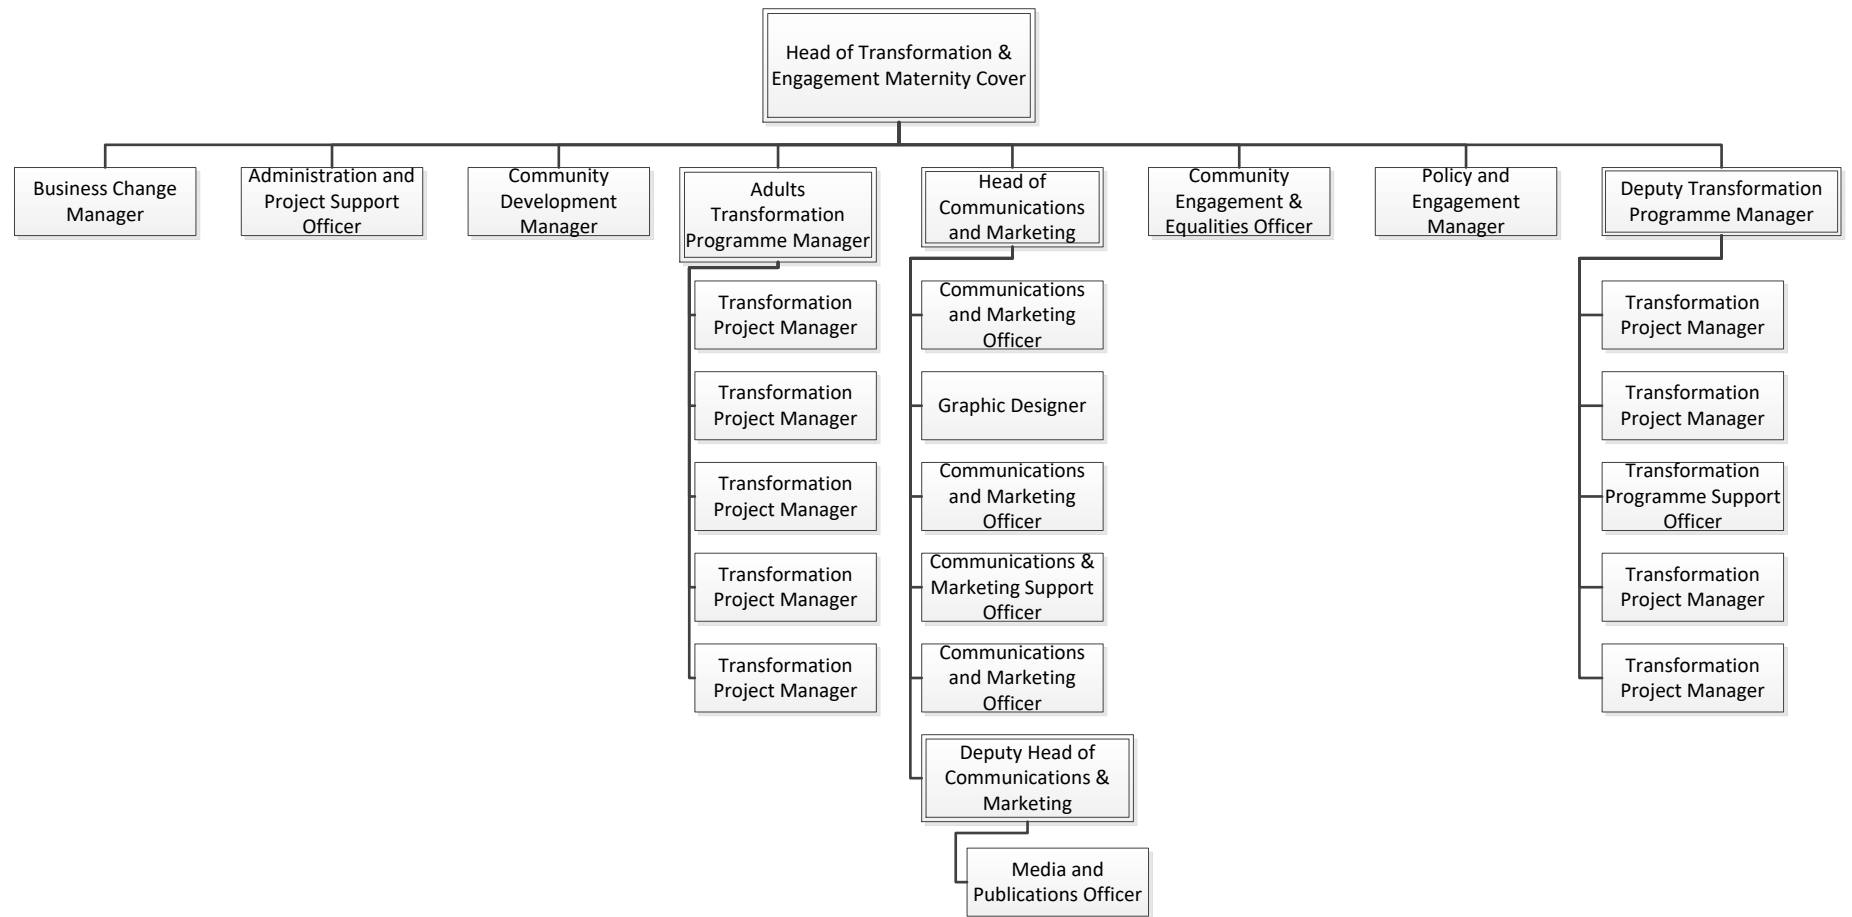 Head of Transformation &
Engagement Maternity Cover
Business Change
Manager
Administration and
Project Support
Officer
Community
Development
Manager
Adults
Transformation
Programme Manager
Head of
Communications
and Marketing
Community
Engagement &
Equalities Officer
Policy and
Engagement
Manager
Deputy Transformation
Programme Manager
Transformation
Project Manager
Transformation
Project Manager
Transformation
Project Manager
Transformation
Project Manager
Transformation
Project Manager
Communications
and Marketing
Officer
Graphic Designer
Communications
and Marketing
Officer
Communications &
Marketing Support
Officer
Communications
and Marketing
Officer
Deputy Head of
Communications &
Marketing
Media and
Publications Officer
Transformation
Project Manager
Transformation
Project Manager
Transformation
Programme Support
Officer
Transformation
Project Manager
Transformation
Project Manager